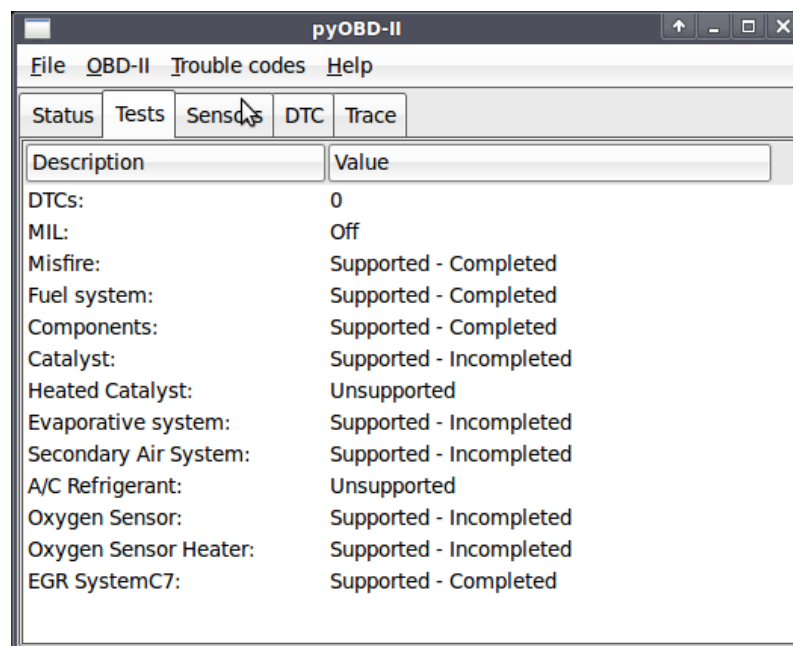 pyOBD-II
File OBD-II Trouble codes Help
Status Tests Sensors DTC Trace
Description Value
DTCs: 0
MIL: Off
Misfire: Supported - Completed
Fuel system: Supported - Completed
Components: Supported - Completed
Catalyst: Supported - Incompleted
Heated Catalyst: Unsupported
Evaporative system: Supported - Incompleted
Secondary Air System: Supported - Incompleted
A/C Refrigerant: Unsupported
Oxygen Sensor: Supported - Incompleted
Oxygen Sensor Heater: Supported - Incompleted
EGR SystemC7: Supported - Completed